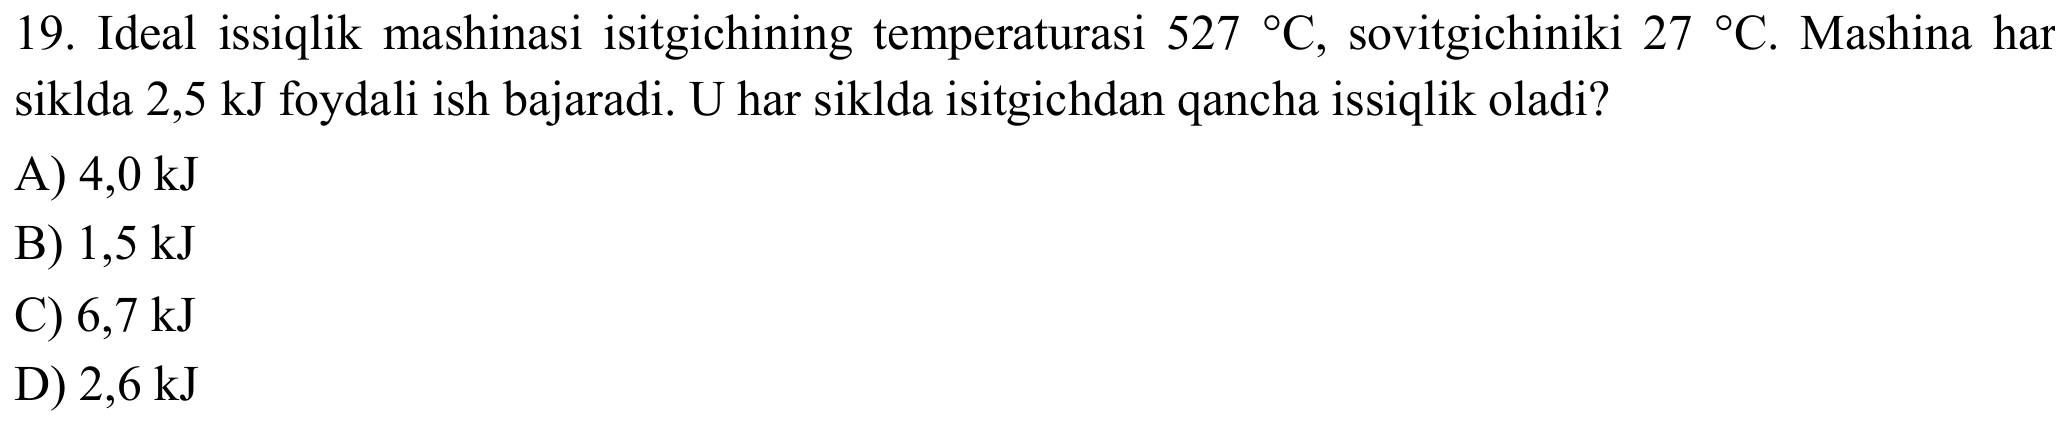 19. Ideal issiqlik mashinasi isitgichining temperaturasi 527 °C, sovitgichiniki 27 °C. Mashina har
siklda 2,5 kJ foydali ish bajaradi. U har siklda isitgichdan qancha issiqlik oladi?
A) 4,0 kJ
B) 1,5 kJ
C) 6,7 kJ
D) 2,6 kJ